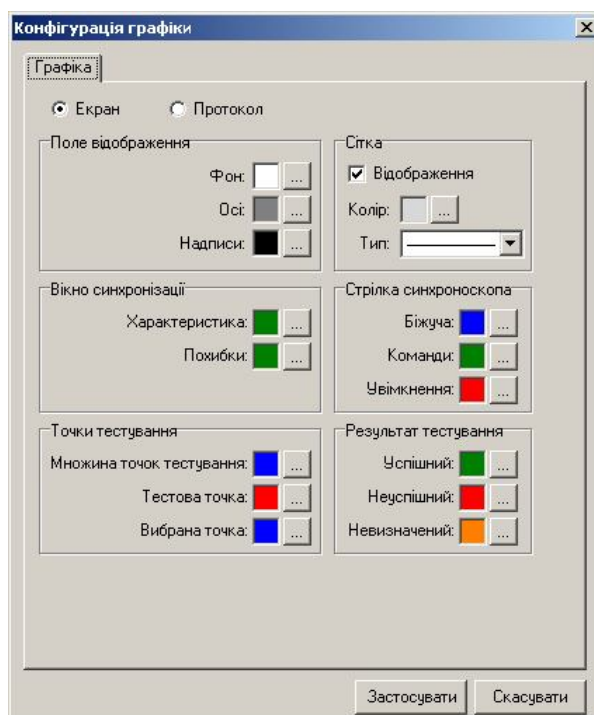 Конфігурація графіки
Графіка
Екран Протокол
Поле відображення
Фон: ...
Осі: ...
Надписи: ...
Сітка
Відображення
Колір: ...
Тип:
Вікно синхронізації
Характеристика: ...
Похибки: ...
Стрілка синхроноскопа
Біжуча: ...
Команди: ...
Увімкнення: ...
Точки тестування
Множина точок тестування: ...
Тестова точка: ...
Вибрана точка: ...
Результат тестування
Успішний: ...
Неуспішний: ...
Невизначений: ...
Застосувати Скасувати